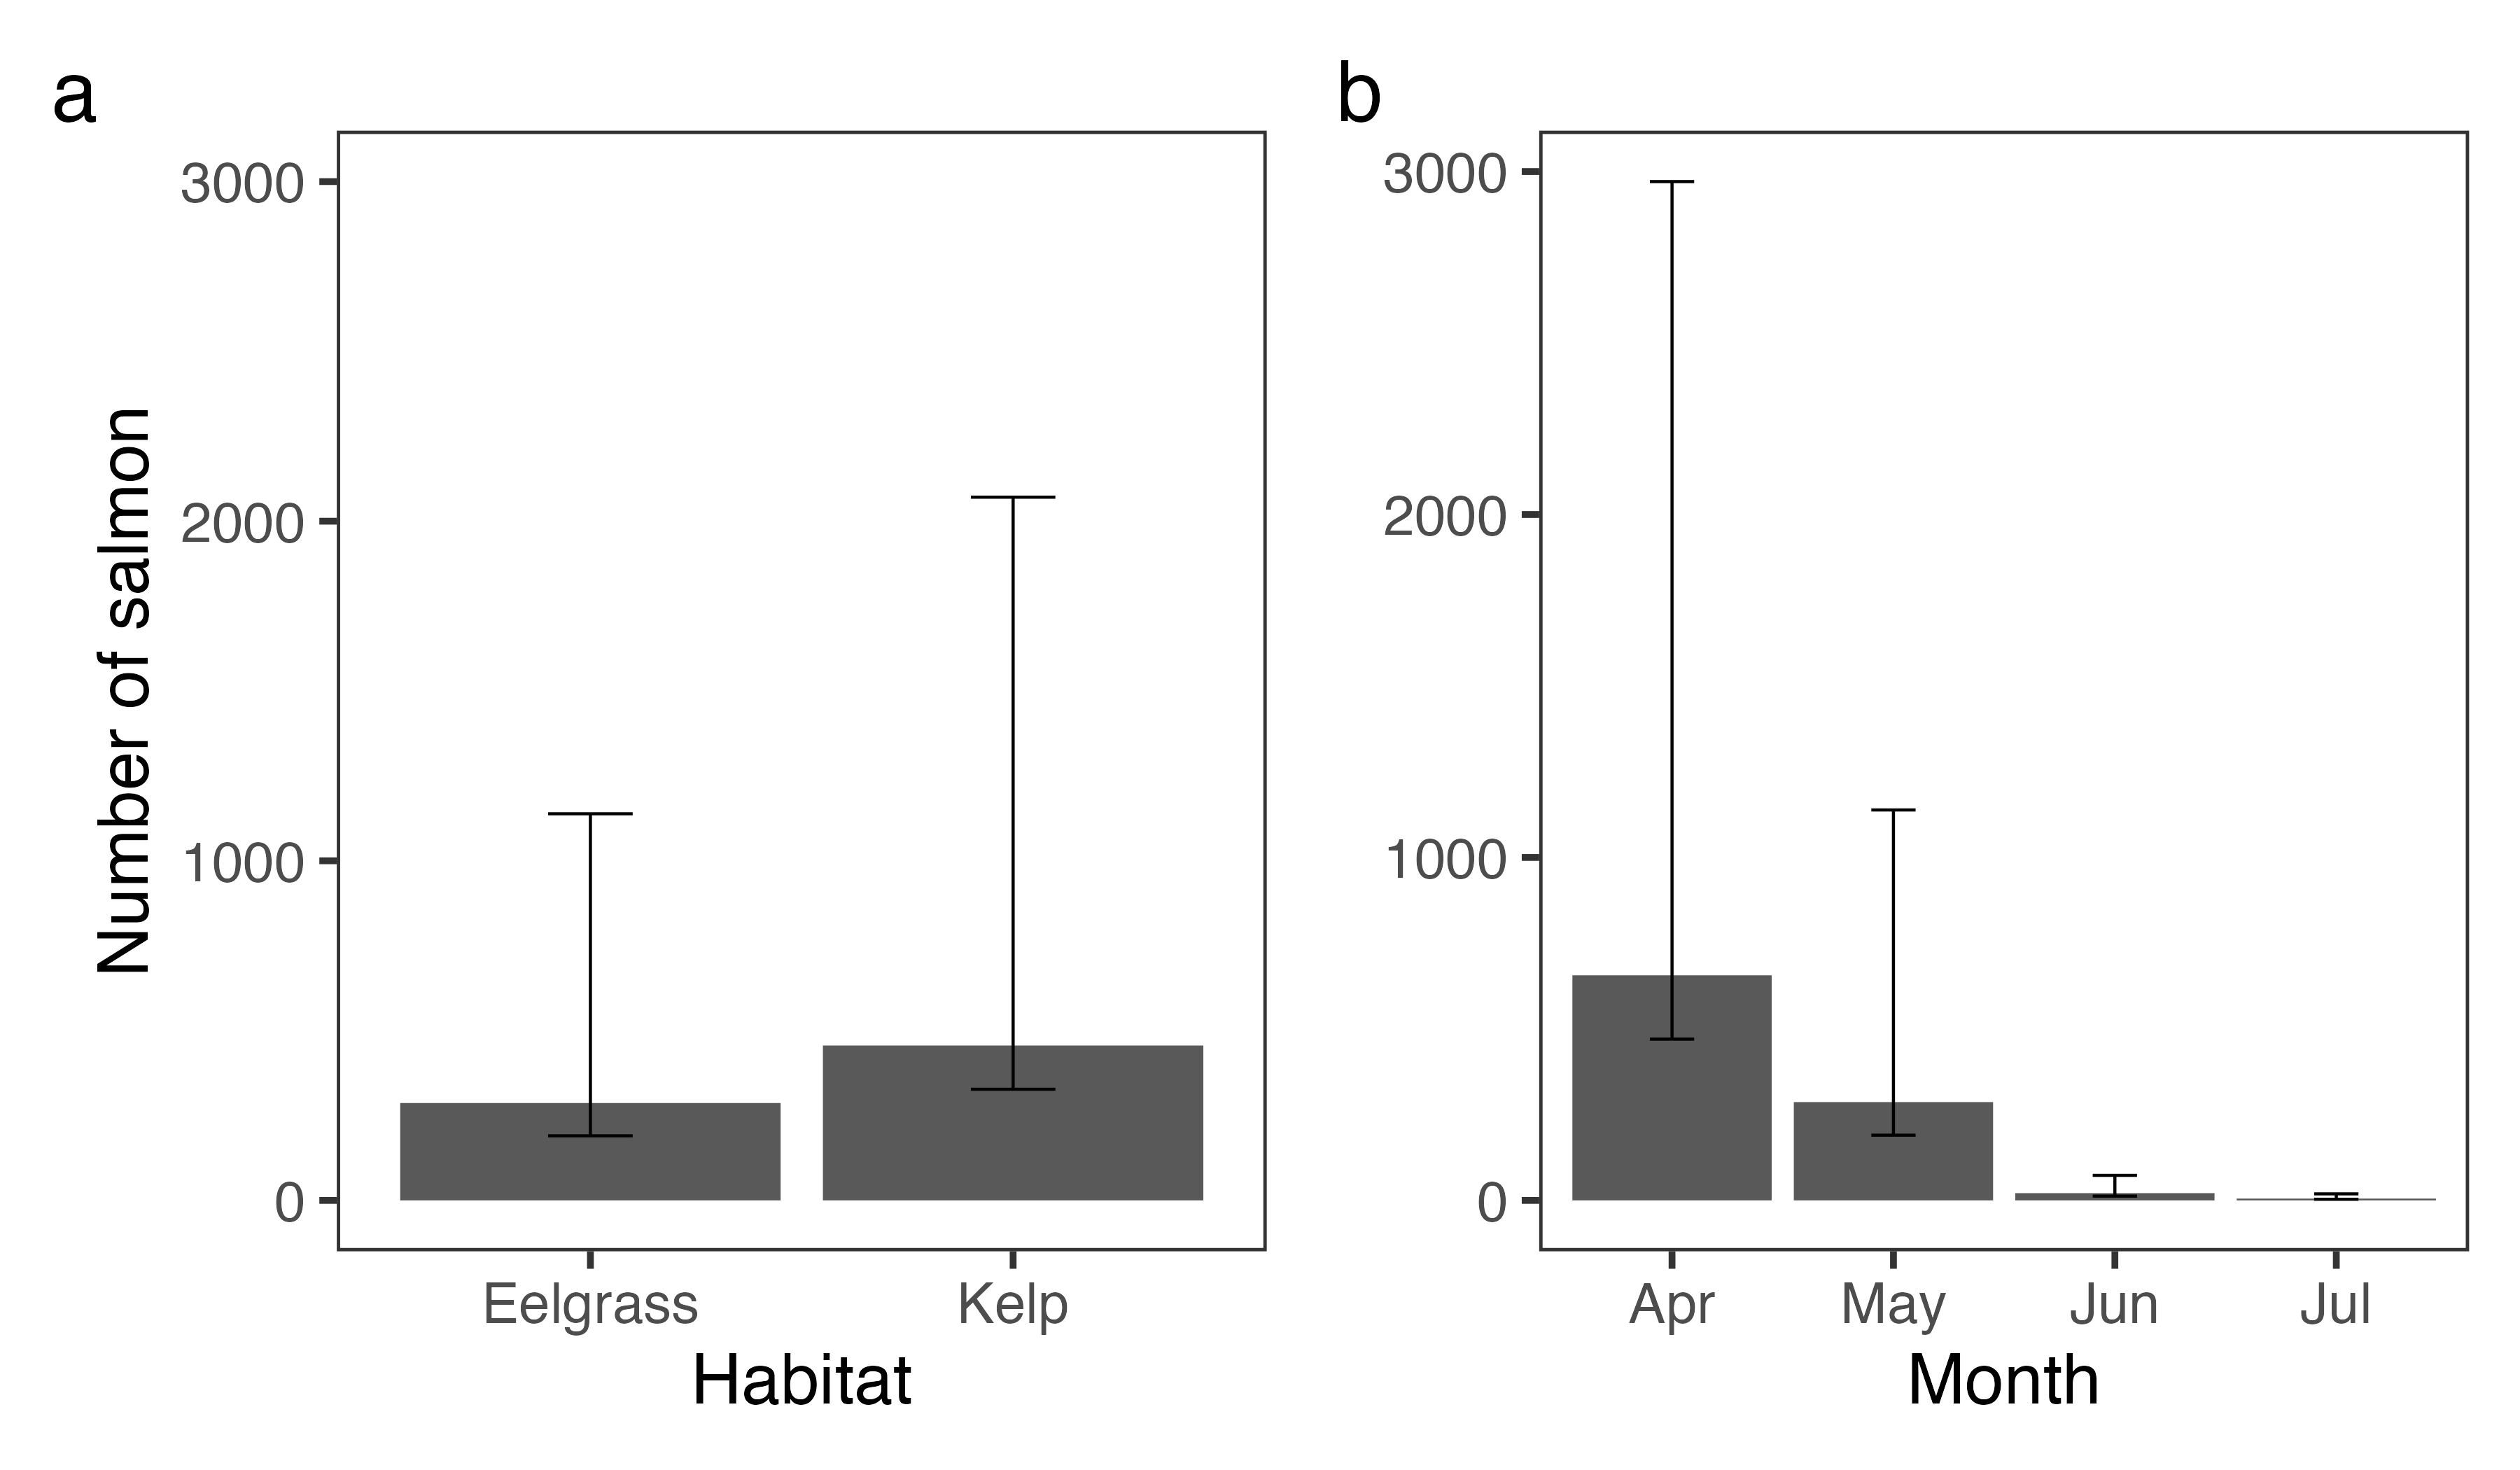 a
3000
2000
1000
0
Number of salmon
Eelgrass Kelp
Habitat
b
3000
2000
1000
0
Apr May Jun Jul
Month